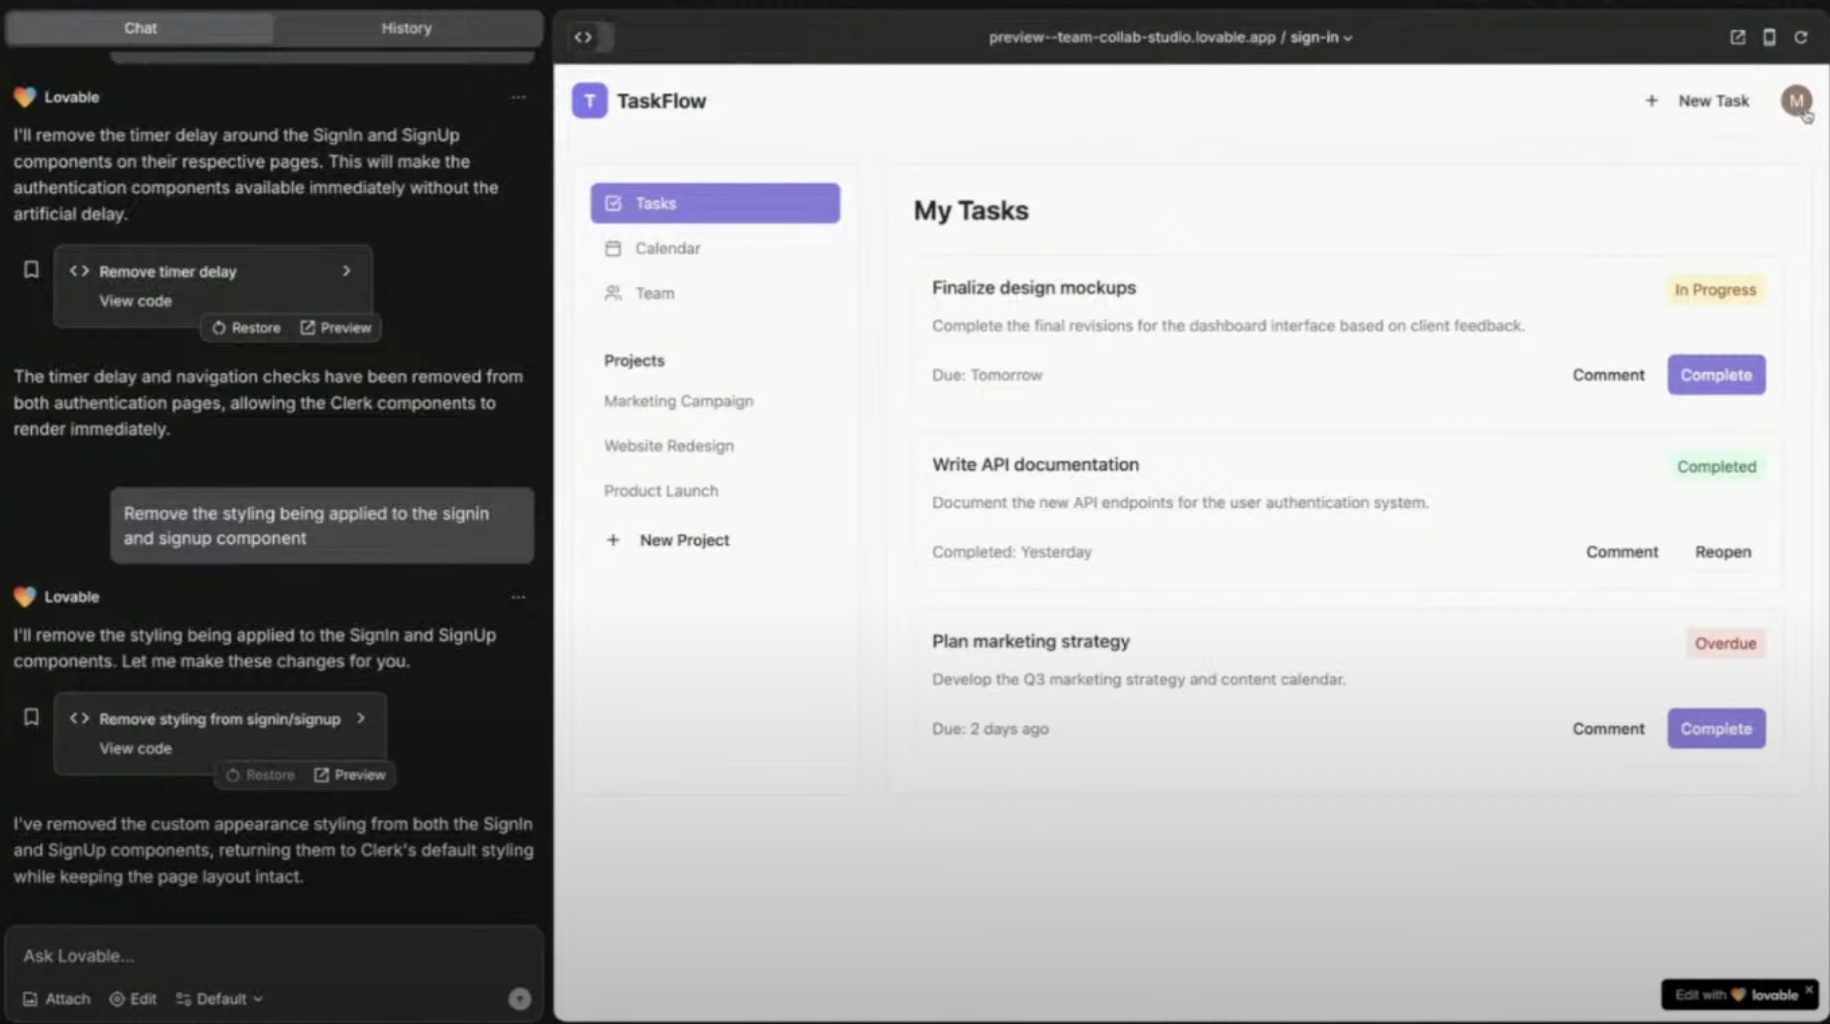 Chat
History
Lovable
I'll remove the timer delay around the SignIn and SignUp
components on their respective pages. This will make the
authentication components available immediately without the
artificial delay.
Remove timer delay
View code
Restore
Preview
The timer delay and navigation checks have been removed from
both authentication pages, allowing the Clerk components to
render immediately.
Remove the styling being applied to the signin
and signup component
Lovable
I'll remove the styling being applied to the SignIn and SignUp
components. Let me make these changes for you.
Remove styling from signin/signup
View code
Restore
Preview
I've removed the custom appearance styling from both the SignIn
and SignUp components, returning them to Clerk's default styling
while keeping the page layout intact.
Ask Lovable...
Attach
Edit
Default
preview--team-collab-studio.lovable.app / sign-in
T
TaskFlow
+ New Task
M
Tasks
Calendar
Team
Projects
Marketing Campaign
Website Redesign
Product Launch
+ New Project
My Tasks
Finalize design mockups
In Progress
Complete the final revisions for the dashboard interface based on client feedback.
Due: Tomorrow
Comment
Complete
Write API documentation
Completed
Document the new API endpoints for the user authentication system.
Completed: Yesterday
Comment
Reopen
Plan marketing strategy
Overdue
Develop the Q3 marketing strategy and content calendar.
Due: 2 days ago
Comment
Complete
Edit with lovable